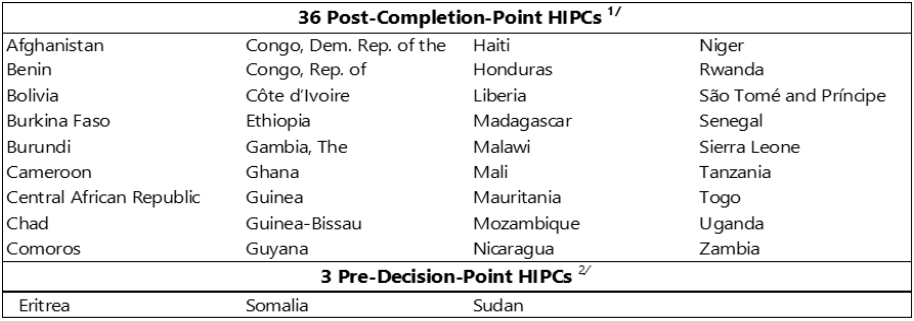 36 Post-Completion-Point HIPCs 1/
Afghanistan Congo, Dem. Rep. of the Haiti Niger
Benin Congo, Rep. of Honduras Rwanda
Bolivia Côte d'Ivoire Liberia São Tomé and Príncipe
Burkina Faso Ethiopia Madagascar Senegal
Burundi Gambia, The Malawi Sierra Leone
Cameroon Ghana Mali Tanzania
Central African Republic Guinea Mauritania Togo
Chad Guinea-Bissau Mozambique Uganda
Comoros Guyana Nicaragua Zambia
3 Pre-Decision-Point HIPCs 2/
Eritrea Somalia Sudan